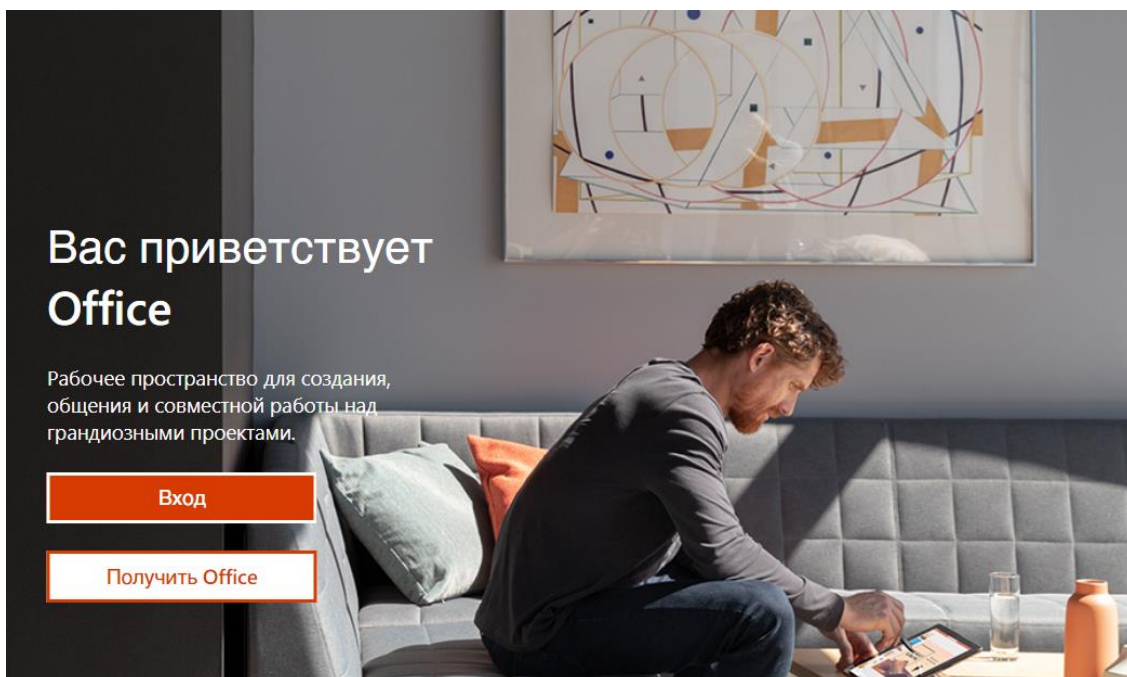 Вас приветствует
Office
Рабочее пространство для создания,
общения и совместной работы над
грандиозными проектами.
Вход
Получить Office